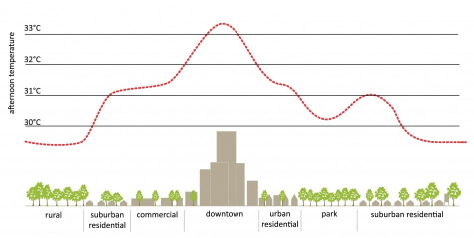 33°C
32°C
31°C
30°C
afternoon temperature
rural
suburban
residential
commercial
downtown
urban
residential
park
suburban residential